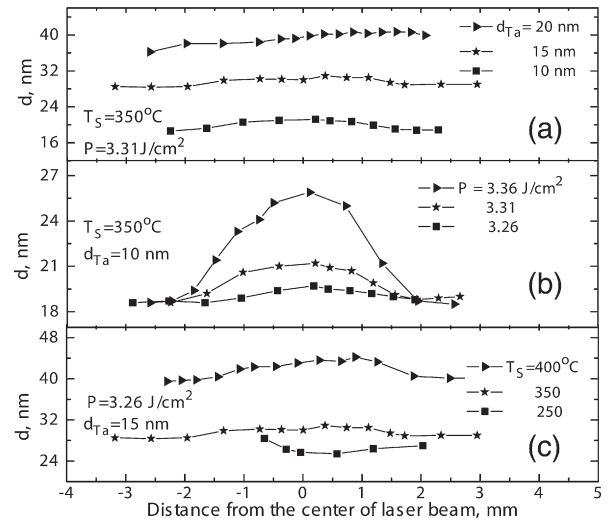 40
32
24
16
d, nm
d_Ta = 20 nm
15 nm
10 nm
T_S=350°C
P=3.31J/cm²
(a)
27
24
21
18
d, nm
P = 3.36 J/cm²
3.31
3.26
T_S=350°C
d_Ta=10 nm
(b)
48
40
32
24
d, nm
T_S=400°C
350
250
P=3.26 J/cm²
d_Ta=15 nm
(c)
-4 -3 -2 -1 0 1 2 3 4 5
Distance from the center of laser beam, mm